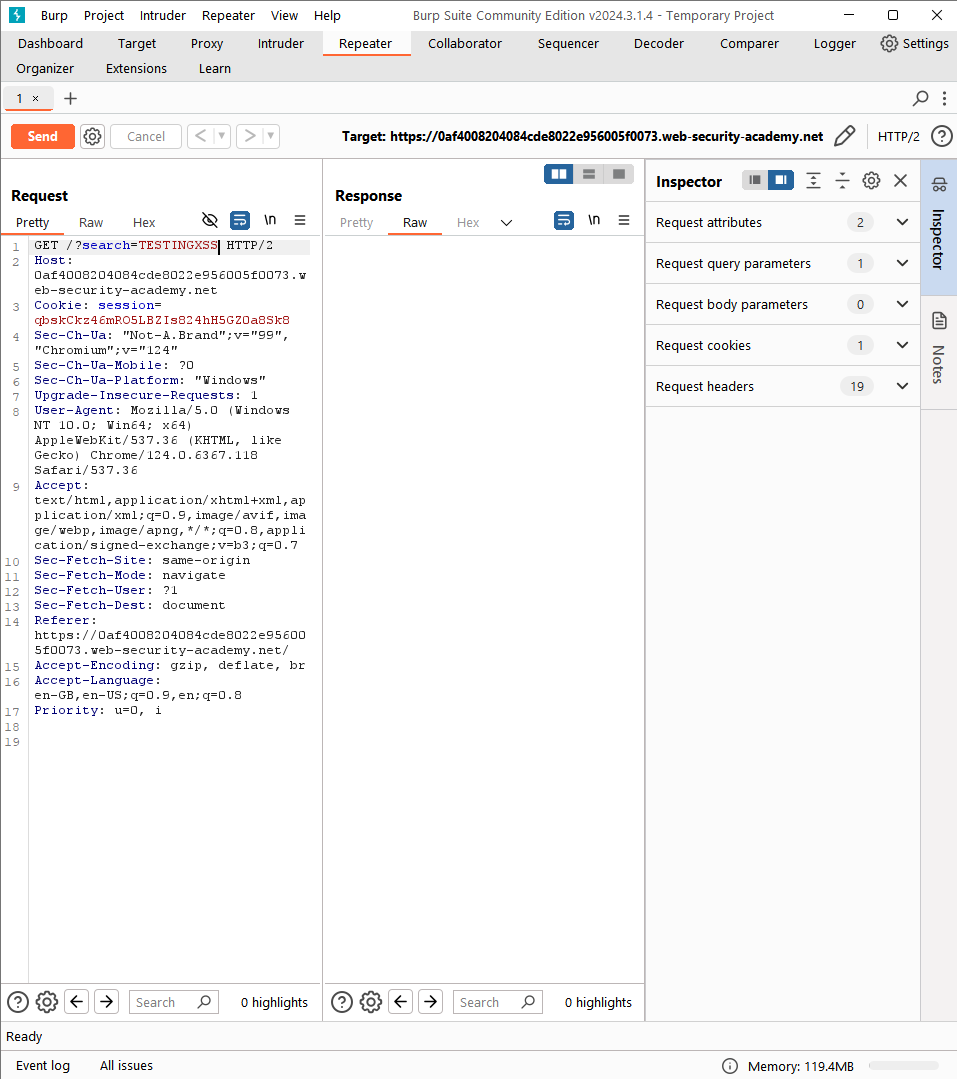 Burp Project Intruder Repeater View Help Burp Suite Community Edition v2024.3.1.4 - Temporary Project
Dashboard Target Proxy Intruder Repeater Collaborator Sequencer Decoder Comparer Logger Settings
Organizer Extensions Learn
1 × +
Send Cancel < > Target: https://0af4008204084cde8022e956005f0073.web-security-academy.net HTTP/2 ?
Request
Pretty Raw Hex \n
1 GET /?search=TESTINGXSS HTTP/2
2 Host:
0af4008204084cde8022e956005f0073.w
eb-security-academy.net
3 Cookie: session=
qbskCkz46mRO5LBZIs824hH5GZ0a8Sk8
4 Sec-Ch-Ua: "Not-A.Brand";v="99",
"Chromium";v="124"
5 Sec-Ch-Ua-Mobile: ?0
6 Sec-Ch-Ua-Platform: "Windows"
7 Upgrade-Insecure-Requests: 1
8 User-Agent: Mozilla/5.0 (Windows
NT 10.0; Win64; x64)
AppleWebKit/537.36 (KHTML, like
Gecko) Chrome/124.0.6367.118
Safari/537.36
9 Accept:
text/html,application/xhtml+xml,ap
plication/xml;q=0.9,image/avif,ima
ge/webp,image/apng,*/*;q=0.8,appli
cation/signed-exchange;v=b3;q=0.7
10 Sec-Fetch-Site: same-origin
11 Sec-Fetch-Mode: navigate
12 Sec-Fetch-User: ?1
13 Sec-Fetch-Dest: document
14 Referer:
https://0af4008204084cde8022e95600
5f0073.web-security-academy.net/
15 Accept-Encoding: gzip, deflate, br
16 Accept-Language:
en-GB,en-US;q=0.9,en;q=0.8
17 Priority: u=0, i
18
19
? Search 0 highlights
Response
Pretty Raw Hex \n
? Search 0 highlights
Inspector
Request attributes 2
Request query parameters 1
Request body parameters 0
Request cookies 1
Request headers 19
Inspector
Notes
Ready
Event log All issues Memory: 119.4MB